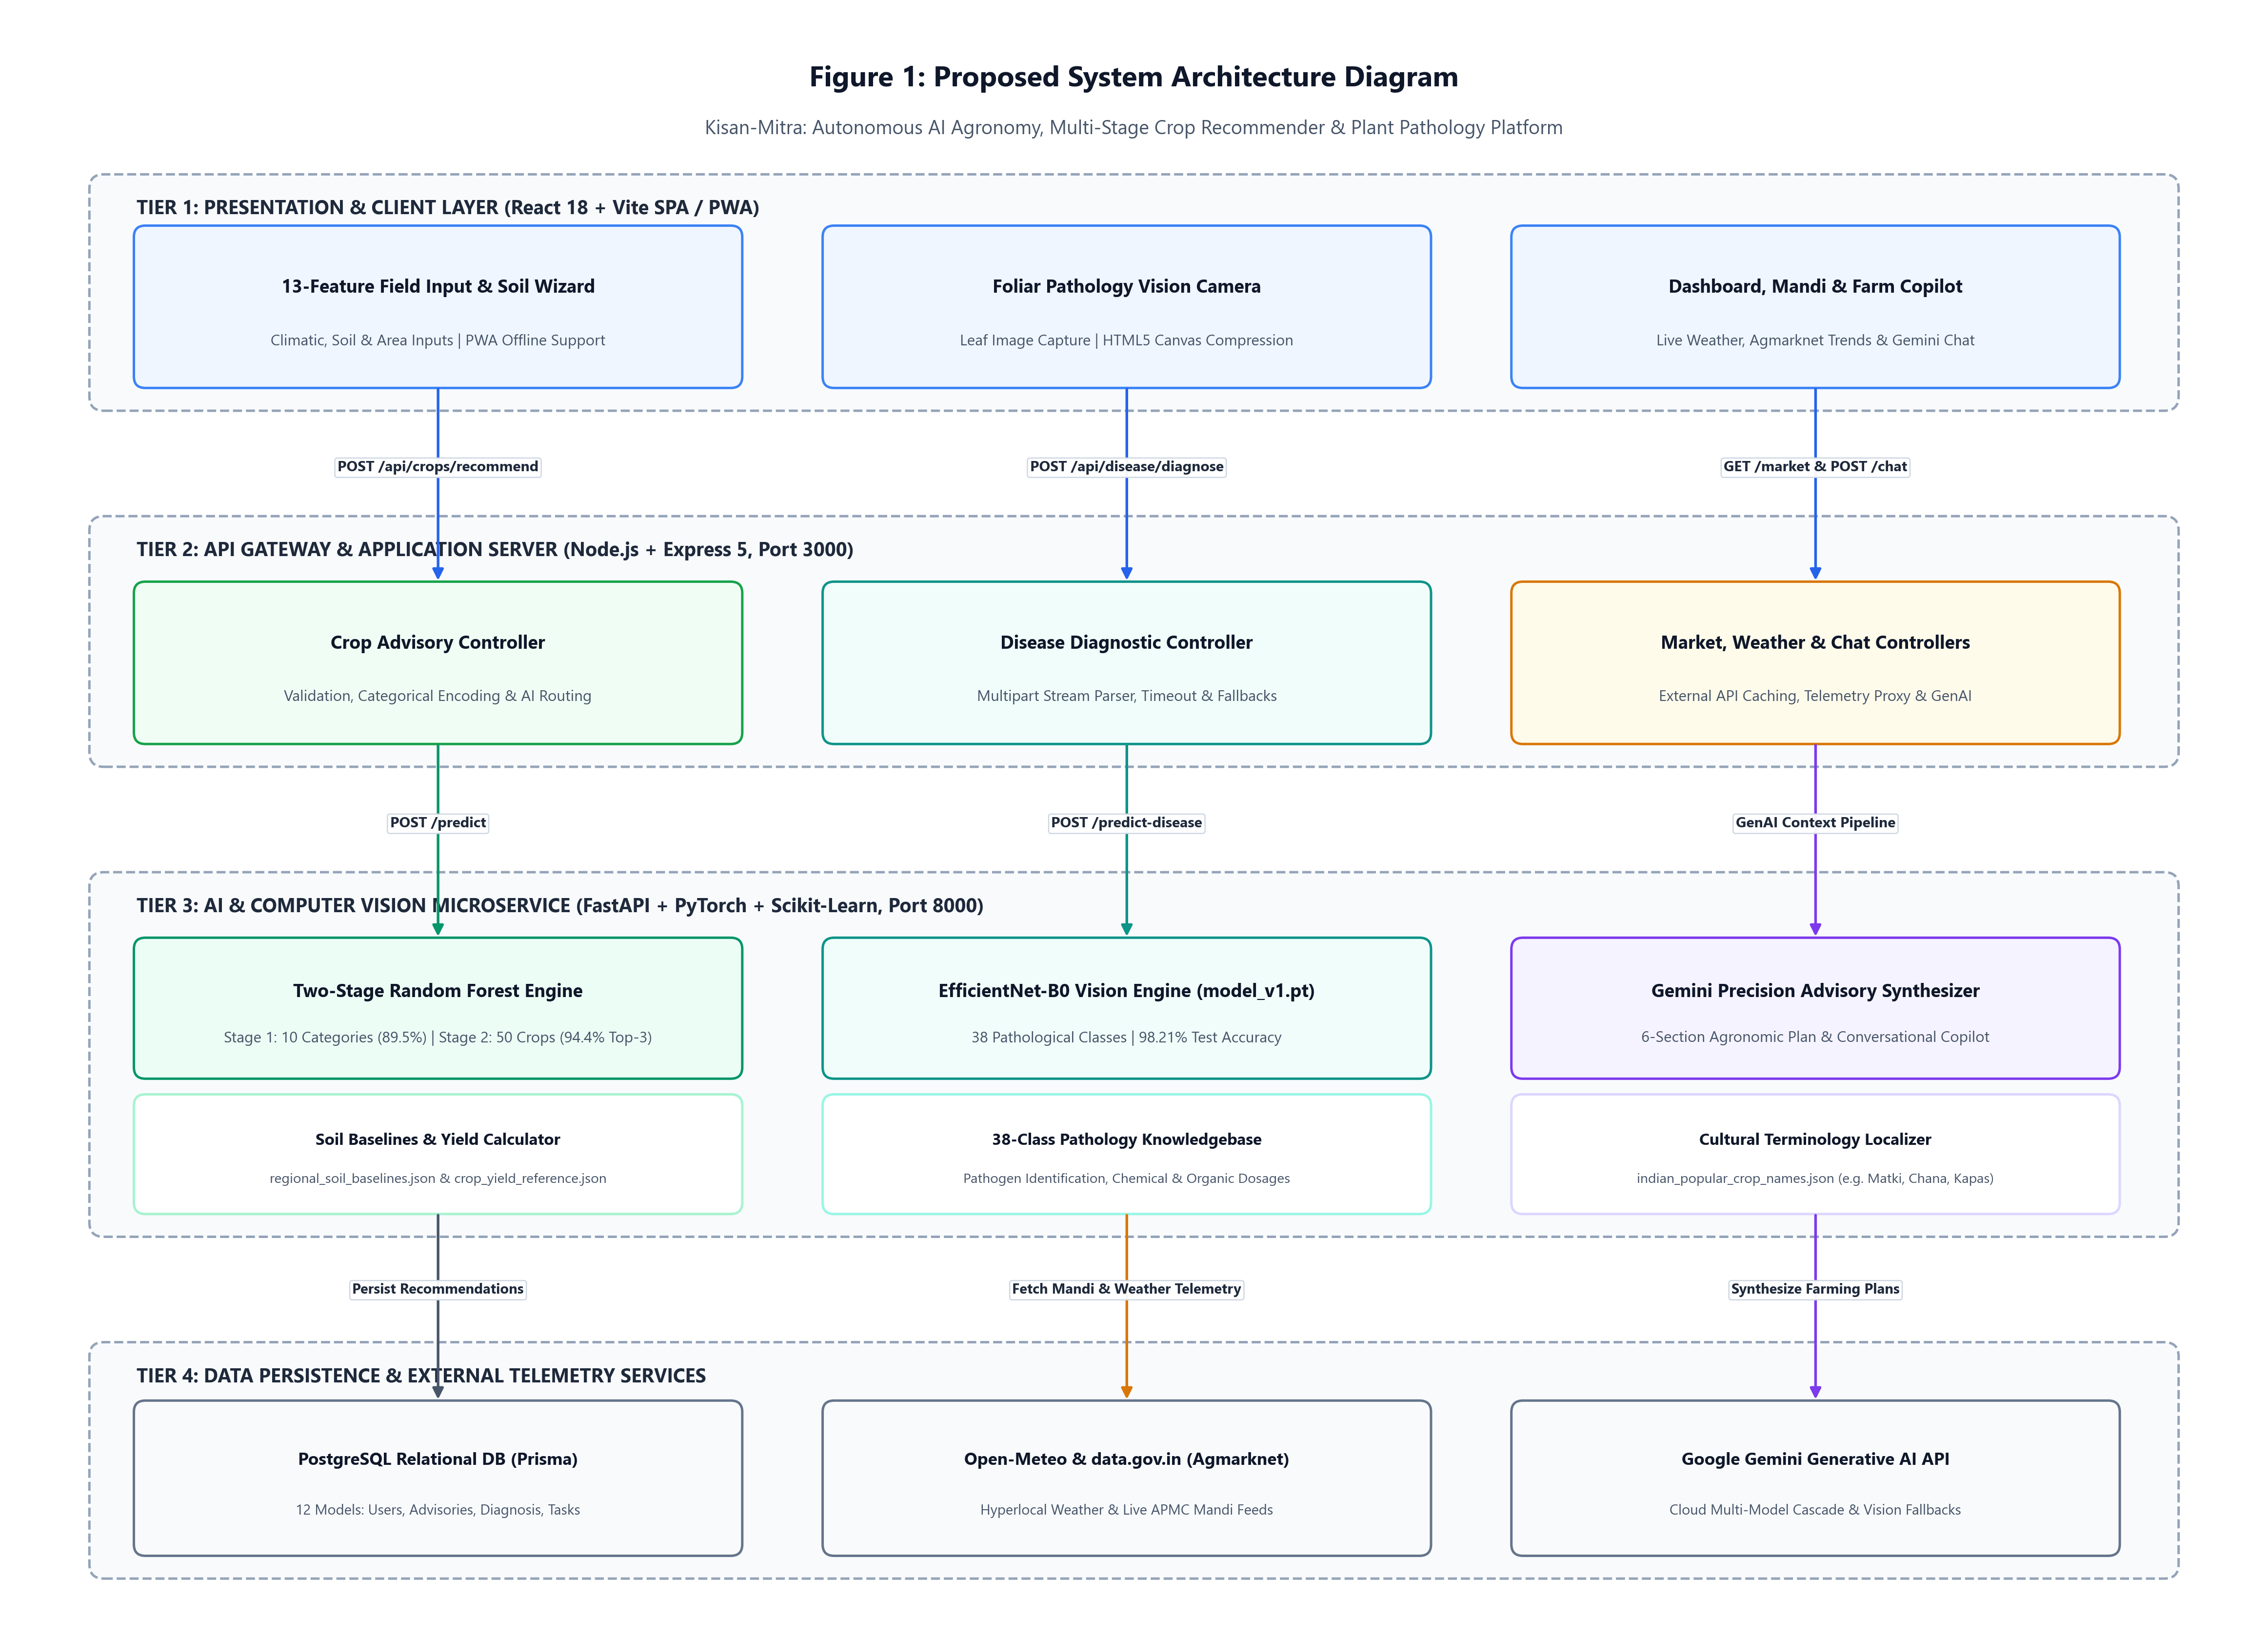 Figure 1: Proposed System Architecture Diagram
Kisan-Mitra: Autonomous AI Agronomy, Multi-Stage Crop Recommender & Plant Pathology Platform
TIER 1: PRESENTATION & CLIENT LAYER (React 18 + Vite SPA / PWA)
13-Feature Field Input & Soil Wizard
Climatic, Soil & Area Inputs | PWA Offline Support
Foliar Pathology Vision Camera
Leaf Image Capture | HTML5 Canvas Compression
Dashboard, Mandi & Farm Copilot
Live Weather, Agmarknet Trends & Gemini Chat
POST /api/crops/recommend
POST /api/disease/diagnose
GET /market & POST /chat
TIER 2: API GATEWAY & APPLICATION SERVER (Node.js + Express 5, Port 3000)
Crop Advisory Controller
Validation, Categorical Encoding & AI Routing
Disease Diagnostic Controller
Multipart Stream Parser, Timeout & Fallbacks
Market, Weather & Chat Controllers
External API Caching, Telemetry Proxy & GenAI
POST /predict
POST /predict-disease
GenAI Context Pipeline
TIER 3: AI & COMPUTER VISION MICROSERVICE (FastAPI + PyTorch + Scikit-Learn, Port 8000)
Two-Stage Random Forest Engine
Stage 1: 10 Categories (89.5%) | Stage 2: 50 Crops (94.4% Top-3)
EfficientNet-B0 Vision Engine (model_v1.pt)
38 Pathological Classes | 98.21% Test Accuracy
Gemini Precision Advisory Synthesizer
6-Section Agronomic Plan & Conversational Copilot
Soil Baselines & Yield Calculator
regional_soil_baselines.json & crop_yield_reference.json
38-Class Pathology Knowledgebase
Pathogen Identification, Chemical & Organic Dosages
Cultural Terminology Localizer
indian_popular_crop_names.json (e.g. Matki, Chana, Kapas)
Persist Recommendations
Fetch Mandi & Weather Telemetry
Synthesize Farming Plans
TIER 4: DATA PERSISTENCE & EXTERNAL TELEMETRY SERVICES
PostgreSQL Relational DB (Prisma)
12 Models: Users, Advisories, Diagnosis, Tasks
Open-Meteo & data.gov.in (Agmarknet)
Hyperlocal Weather & Live APMC Mandi Feeds
Google Gemini Generative AI API
Cloud Multi-Model Cascade & Vision Fallbacks